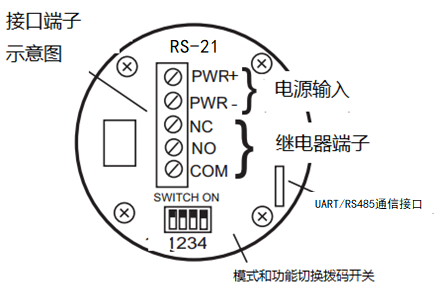 接口端子
示意图
RS-21
PWR+
PWR-
电源输入
NC
NO
COM
继电器端子
SWITCH ON
1234
UART/RS485通信接口
模式和功能切换拨码开关